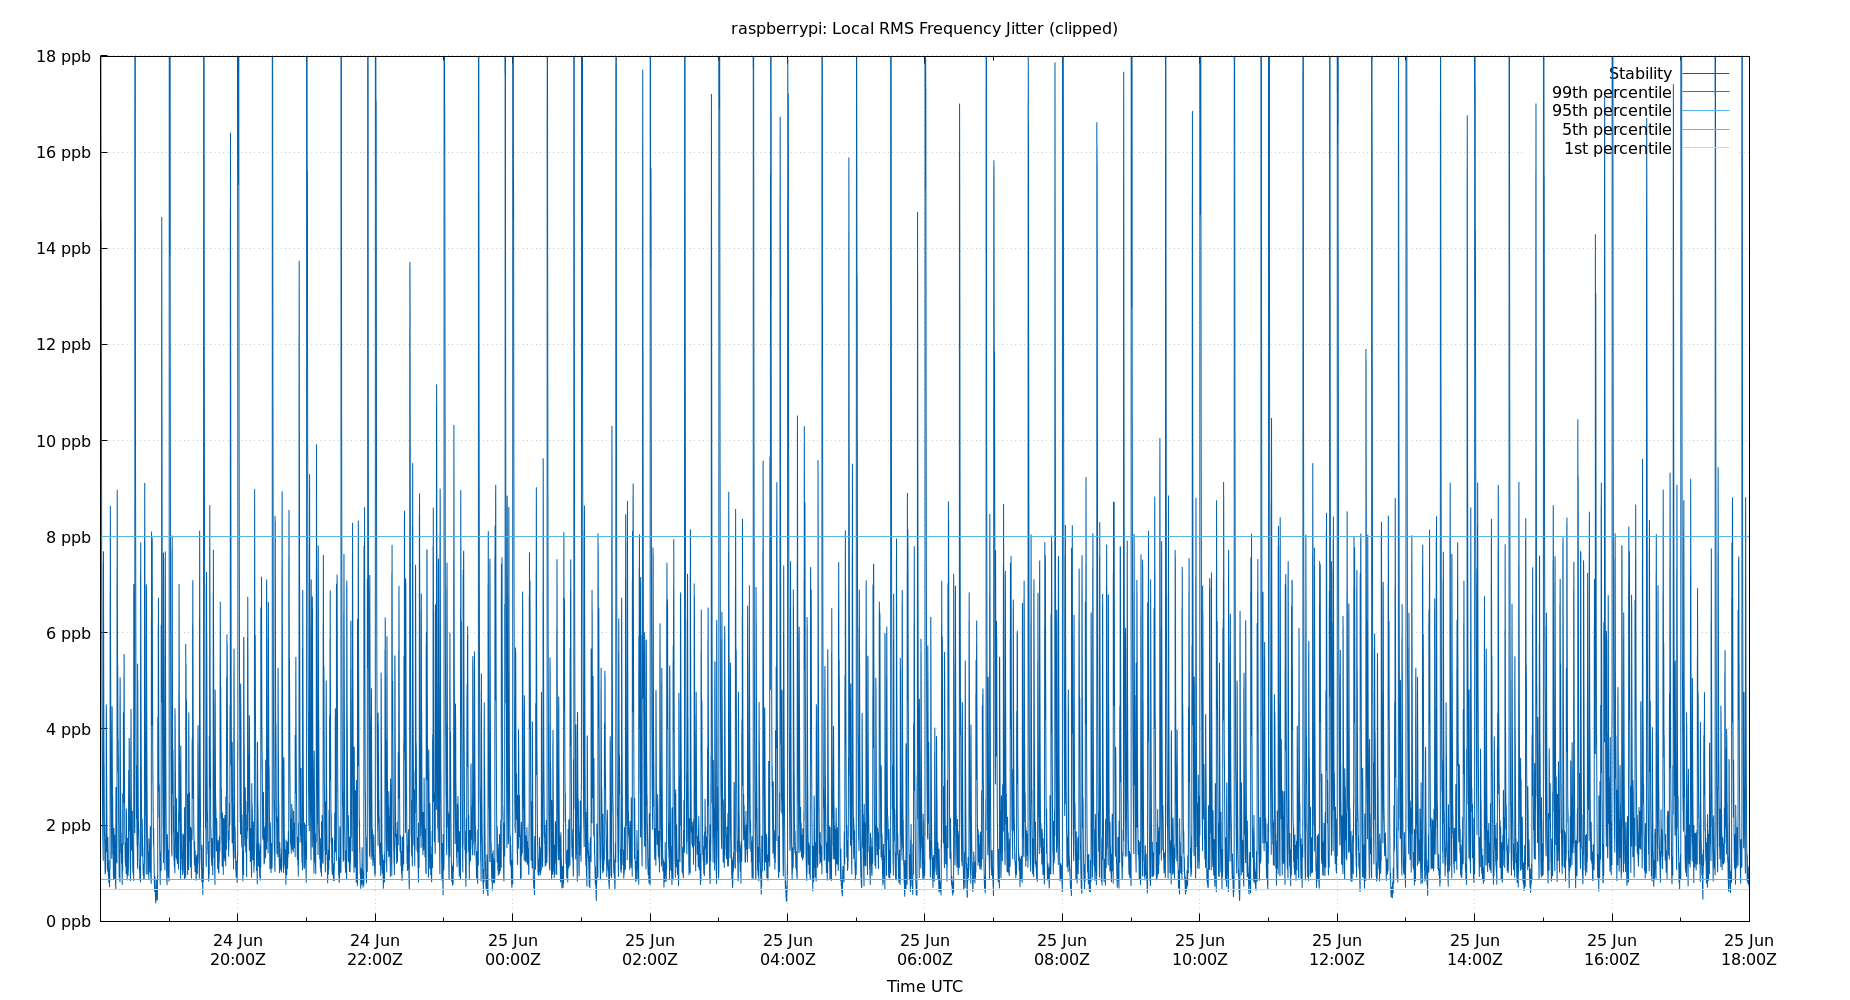 raspberrypi: Local RMS Frequency Jitter (clipped)
18 ppb
16 ppb
14 ppb
12 ppb
10 ppb
8 ppb
6 ppb
4 ppb
2 ppb
0 ppb
Stability
99th percentile
95th percentile
5th percentile
1st percentile
24 Jun 24 Jun 25 Jun 25 Jun 25 Jun 25 Jun 25 Jun 25 Jun 25 Jun 25 Jun 25 Jun 25 Jun
20:00Z 22:00Z 00:00Z 02:00Z 04:00Z 06:00Z 08:00Z 10:00Z 12:00Z 14:00Z 16:00Z 18:00Z
Time UTC